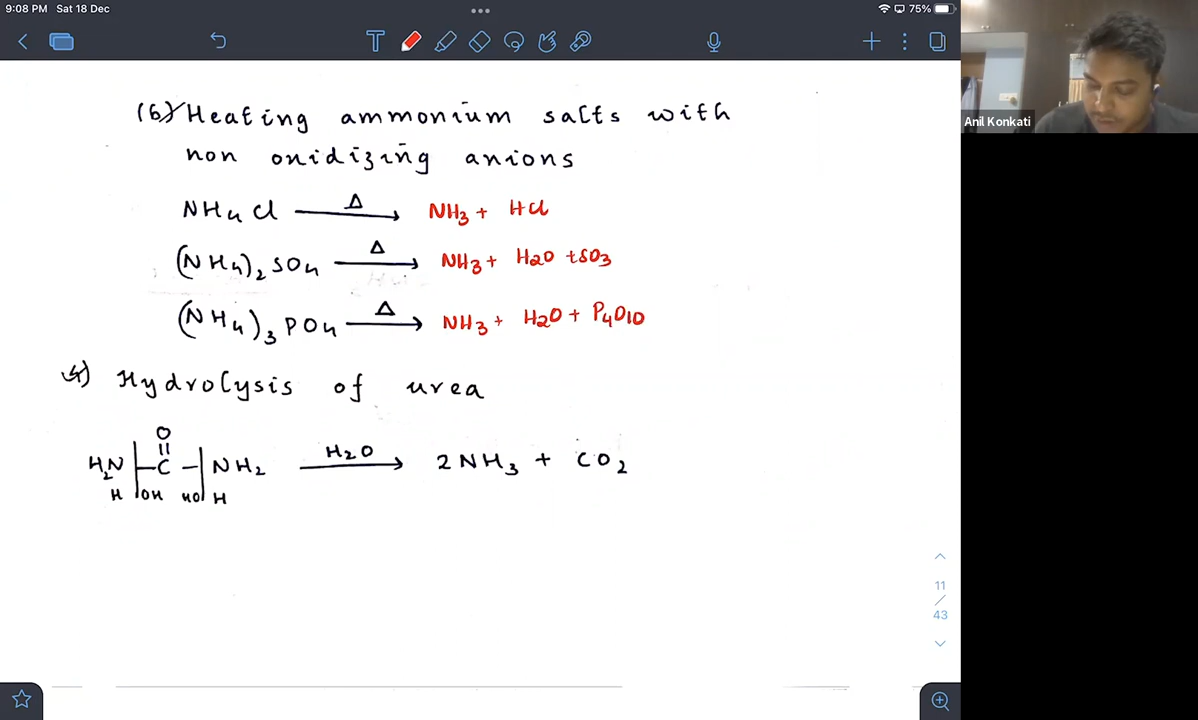 9:08 PM Sat 18 Dec
75%
Anil Konkati
(6) Heating ammonium salts with
non oxidizing anions
NH₄Cl Δ→ NH₃ + HCl
(NH₄)₂SO₄ Δ→ NH₃ + H₂O + SO₃
(NH₄)₃PO₄ Δ→ NH₃ + H₂O + P₄O₁₀
Hydrolysis of urea
O
H₂N C NH₂ H₂O→ 2NH₃ + CO₂
H OH HO H
11
/
43